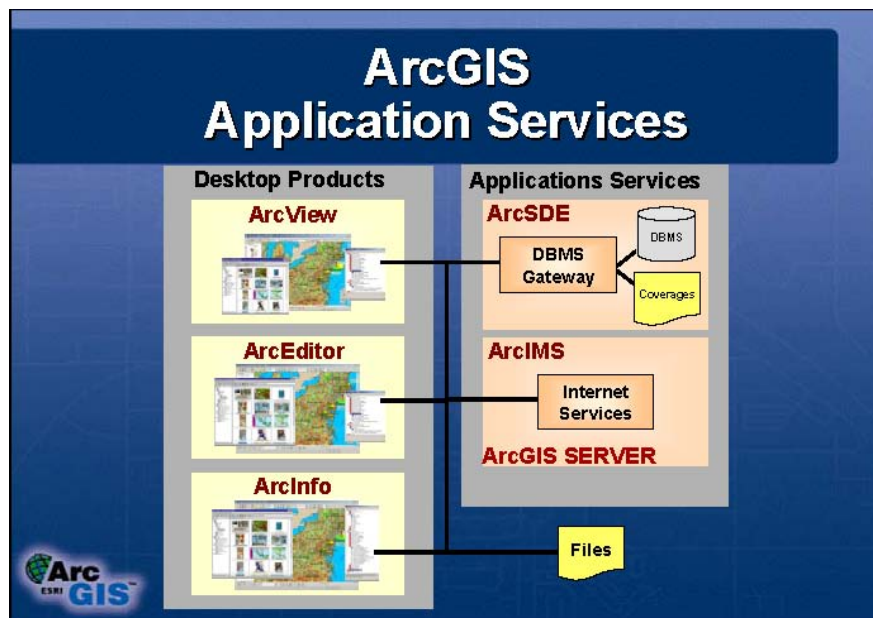 ArcGIS
Application Services
Desktop Products
ArcView
ArcEditor
ArcInfo
Applications Services
ArcSDE
DBMS
Gateway
DBMS
Coverages
ArcIMS
Internet
Services
ArcGIS SERVER
Files
Arc
ESRI GIS™